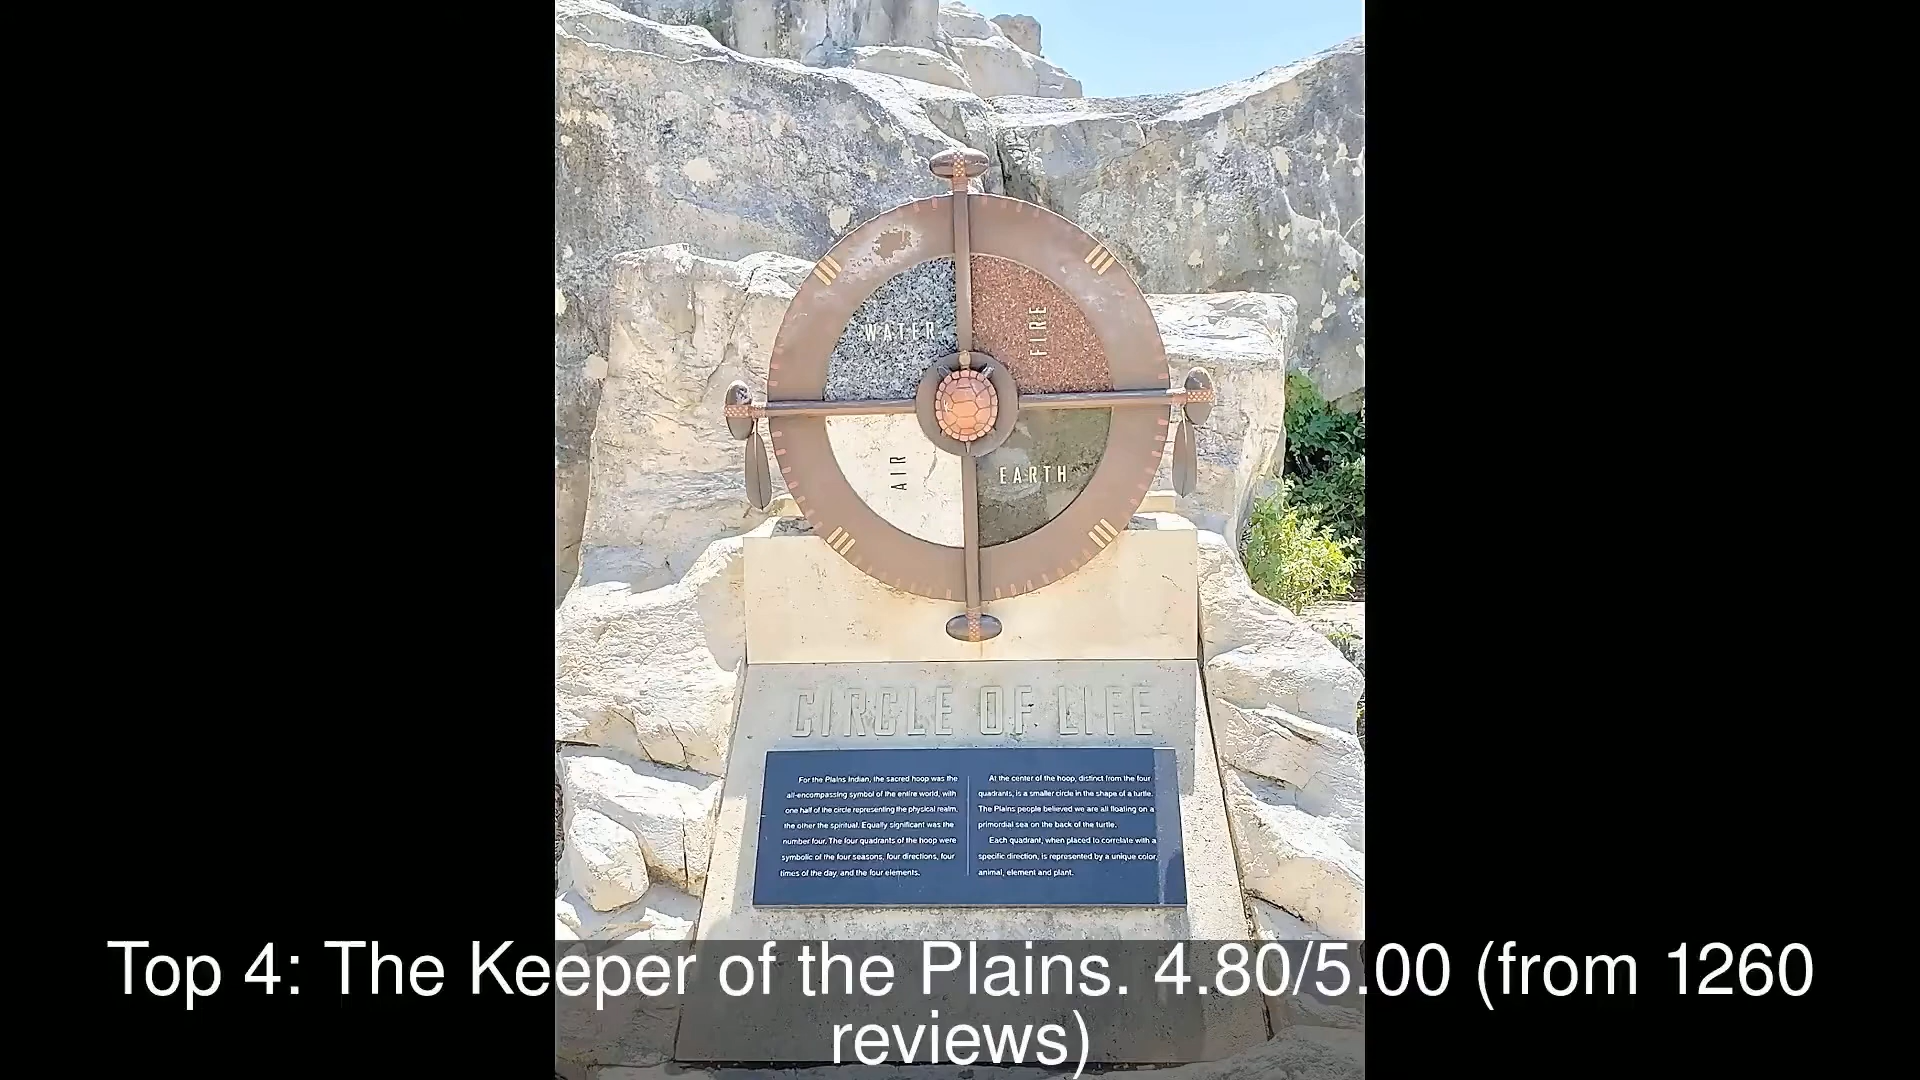 WATER
FIRE
AIR
EARTH
CIRCLE OF LIFE
For the Plains Indian, the sacred hoop was the
all-encompassing symbol of the entire world, with
one half of the circle representing the physical realm,
the other the spiritual. Equally significant was the
number four. The four quadrants of the hoop were
symbolic of the four seasons, four directions, four
times of the day, and the four elements.
At the center of the hoop, distinct from the four
quadrants, is a smaller circle in the shape of a turtle.
The Plains people believed we are all floating on a
primordial sea on the back of the turtle.
Each quadrant, when placed to correlate with a
specific direction, is represented by a unique color,
animal, element and plant.
Top 4: The Keeper of the Plains. 4.80/5.00 (from 1260
reviews)